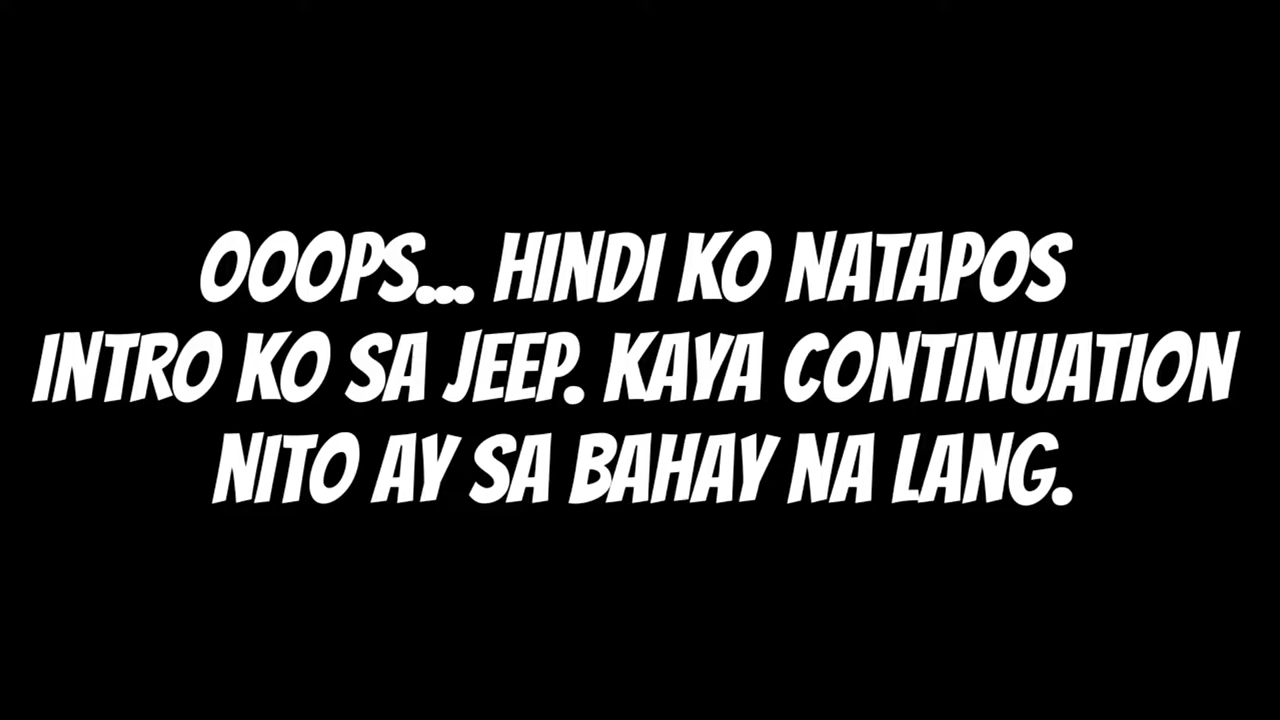 OOOPS... HINDI KO NATAPOS
INTRO KO SA JEEP. KAYA CONTINUATION
NITO AY SA BAHAY NA LANG.